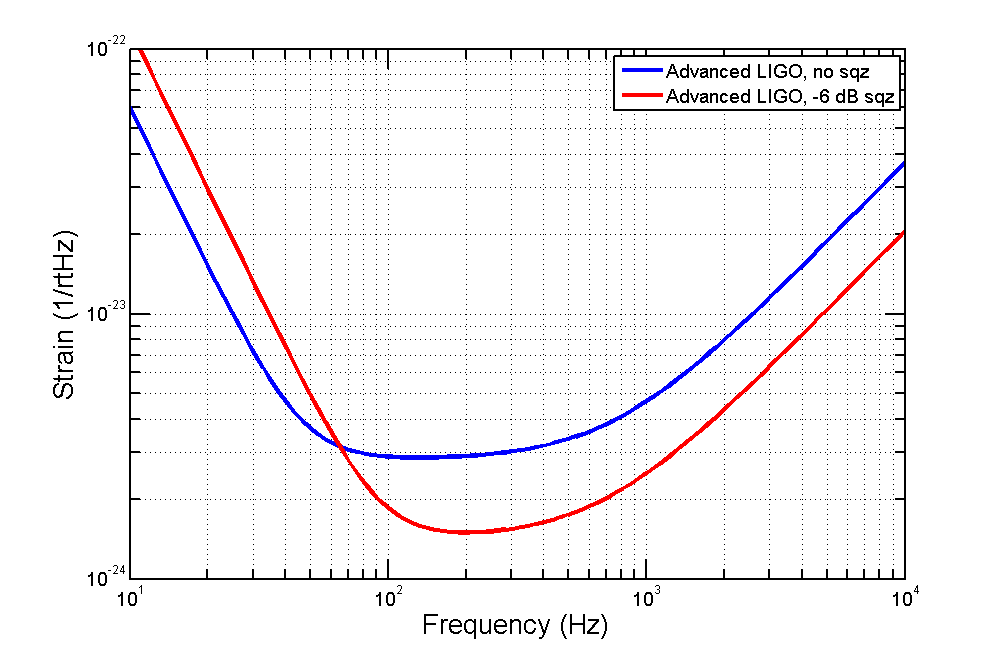 10^-22
Advanced LIGO, no sqz
Advanced LIGO, -6 dB sqz
10^-23
Strain (1/rtHz)
10^-24
10^1 10^2 10^3 10^4
Frequency (Hz)